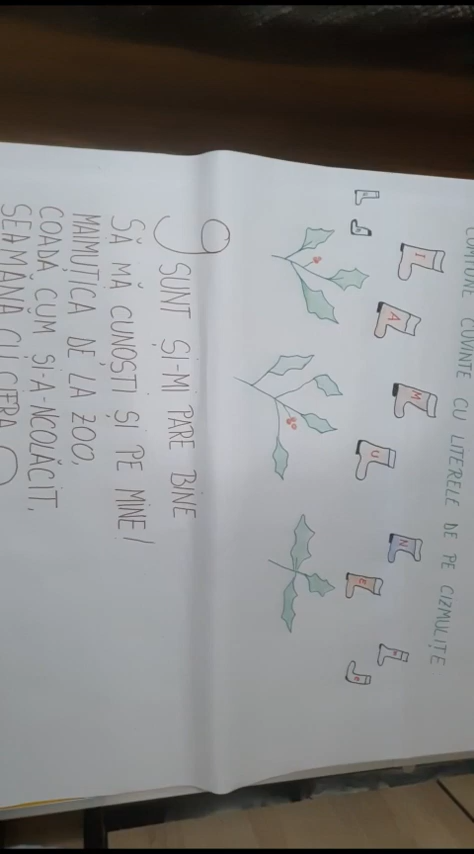 COMPUNE CUVINTE CU LITERELE DE PE CIZMULIȚE
I A M U N E
9 SUNT ȘI-MI PARE BINE
SĂ MĂ CUNOȘTI ȘI PE MINE!
MAIMUȚICA DE LA ZOO,
COADA CUM ȘI-A-NCOLĂCIT,
SEAMĂNĂ CU CIFRA